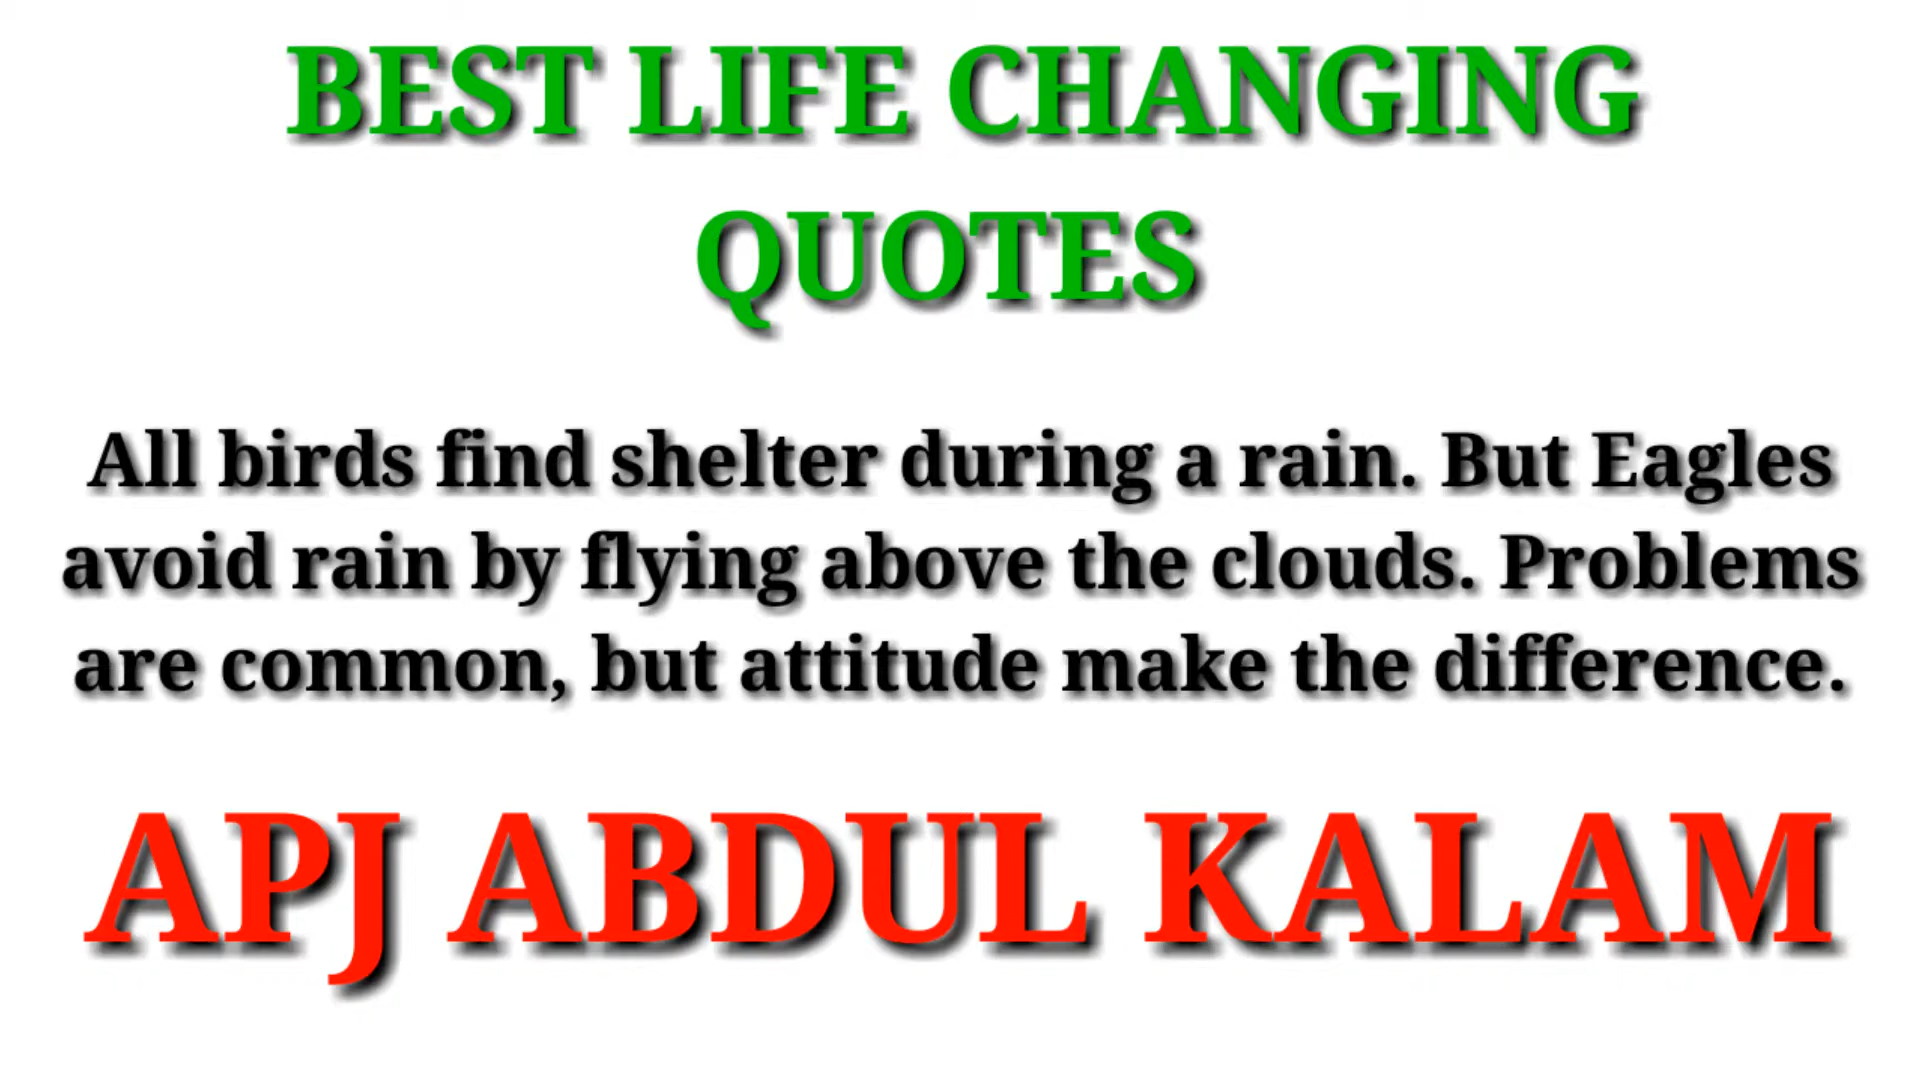 BEST LIFE CHANGING
QUOTES
All birds find shelter during a rain. But Eagles
avoid rain by flying above the clouds. Problems
are common, but attitude make the difference.
APJ ABDUL KALAM